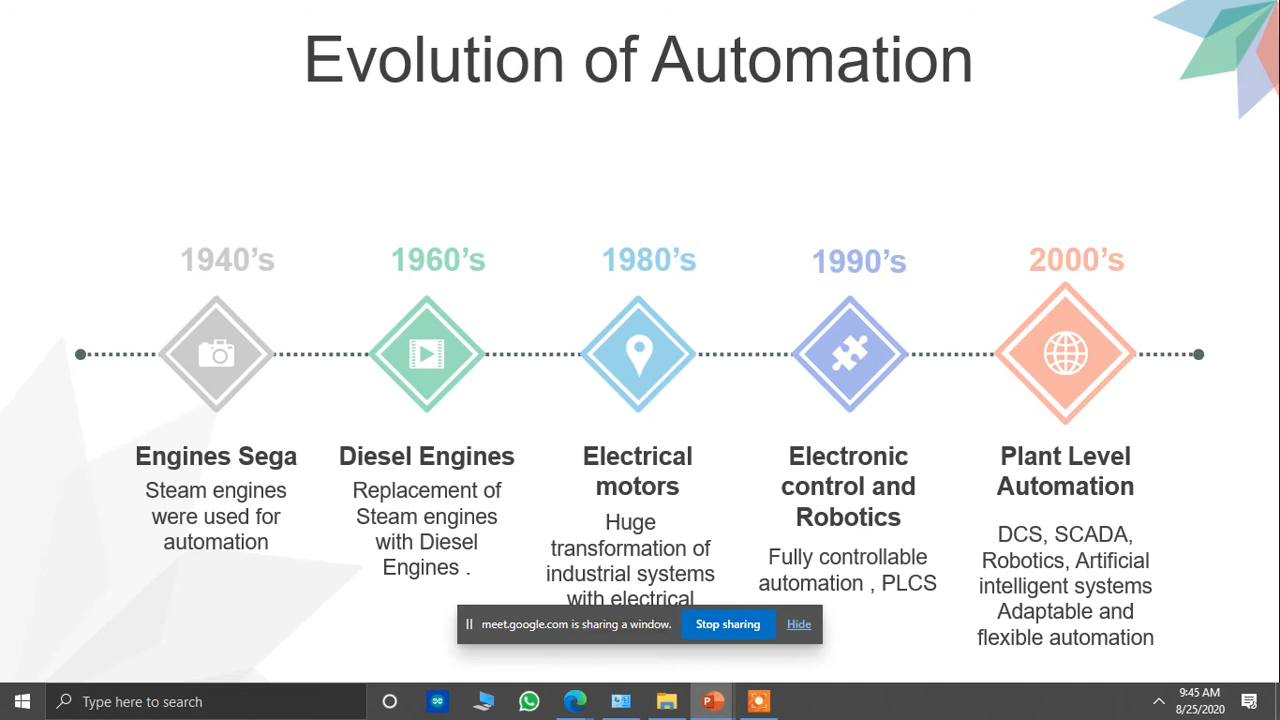 Evolution of Automation
1940’s
1960’s
1980’s
1990’s
2000’s
Engines Sega
Steam engines
were used for
automation
Diesel Engines
Replacement of
Steam engines
with Diesel
Engines .
Electrical
motors
Huge
transformation of
industrial systems
with electrical
Electronic
control and
Robotics
Fully controllable
automation , PLCS
Plant Level
Automation
DCS, SCADA,
Robotics, Artificial
intelligent systems
Adaptable and
flexible automation
meet.google.com is sharing a window.
Stop sharing
Hide
Type here to search
9:45 AM
8/25/2020